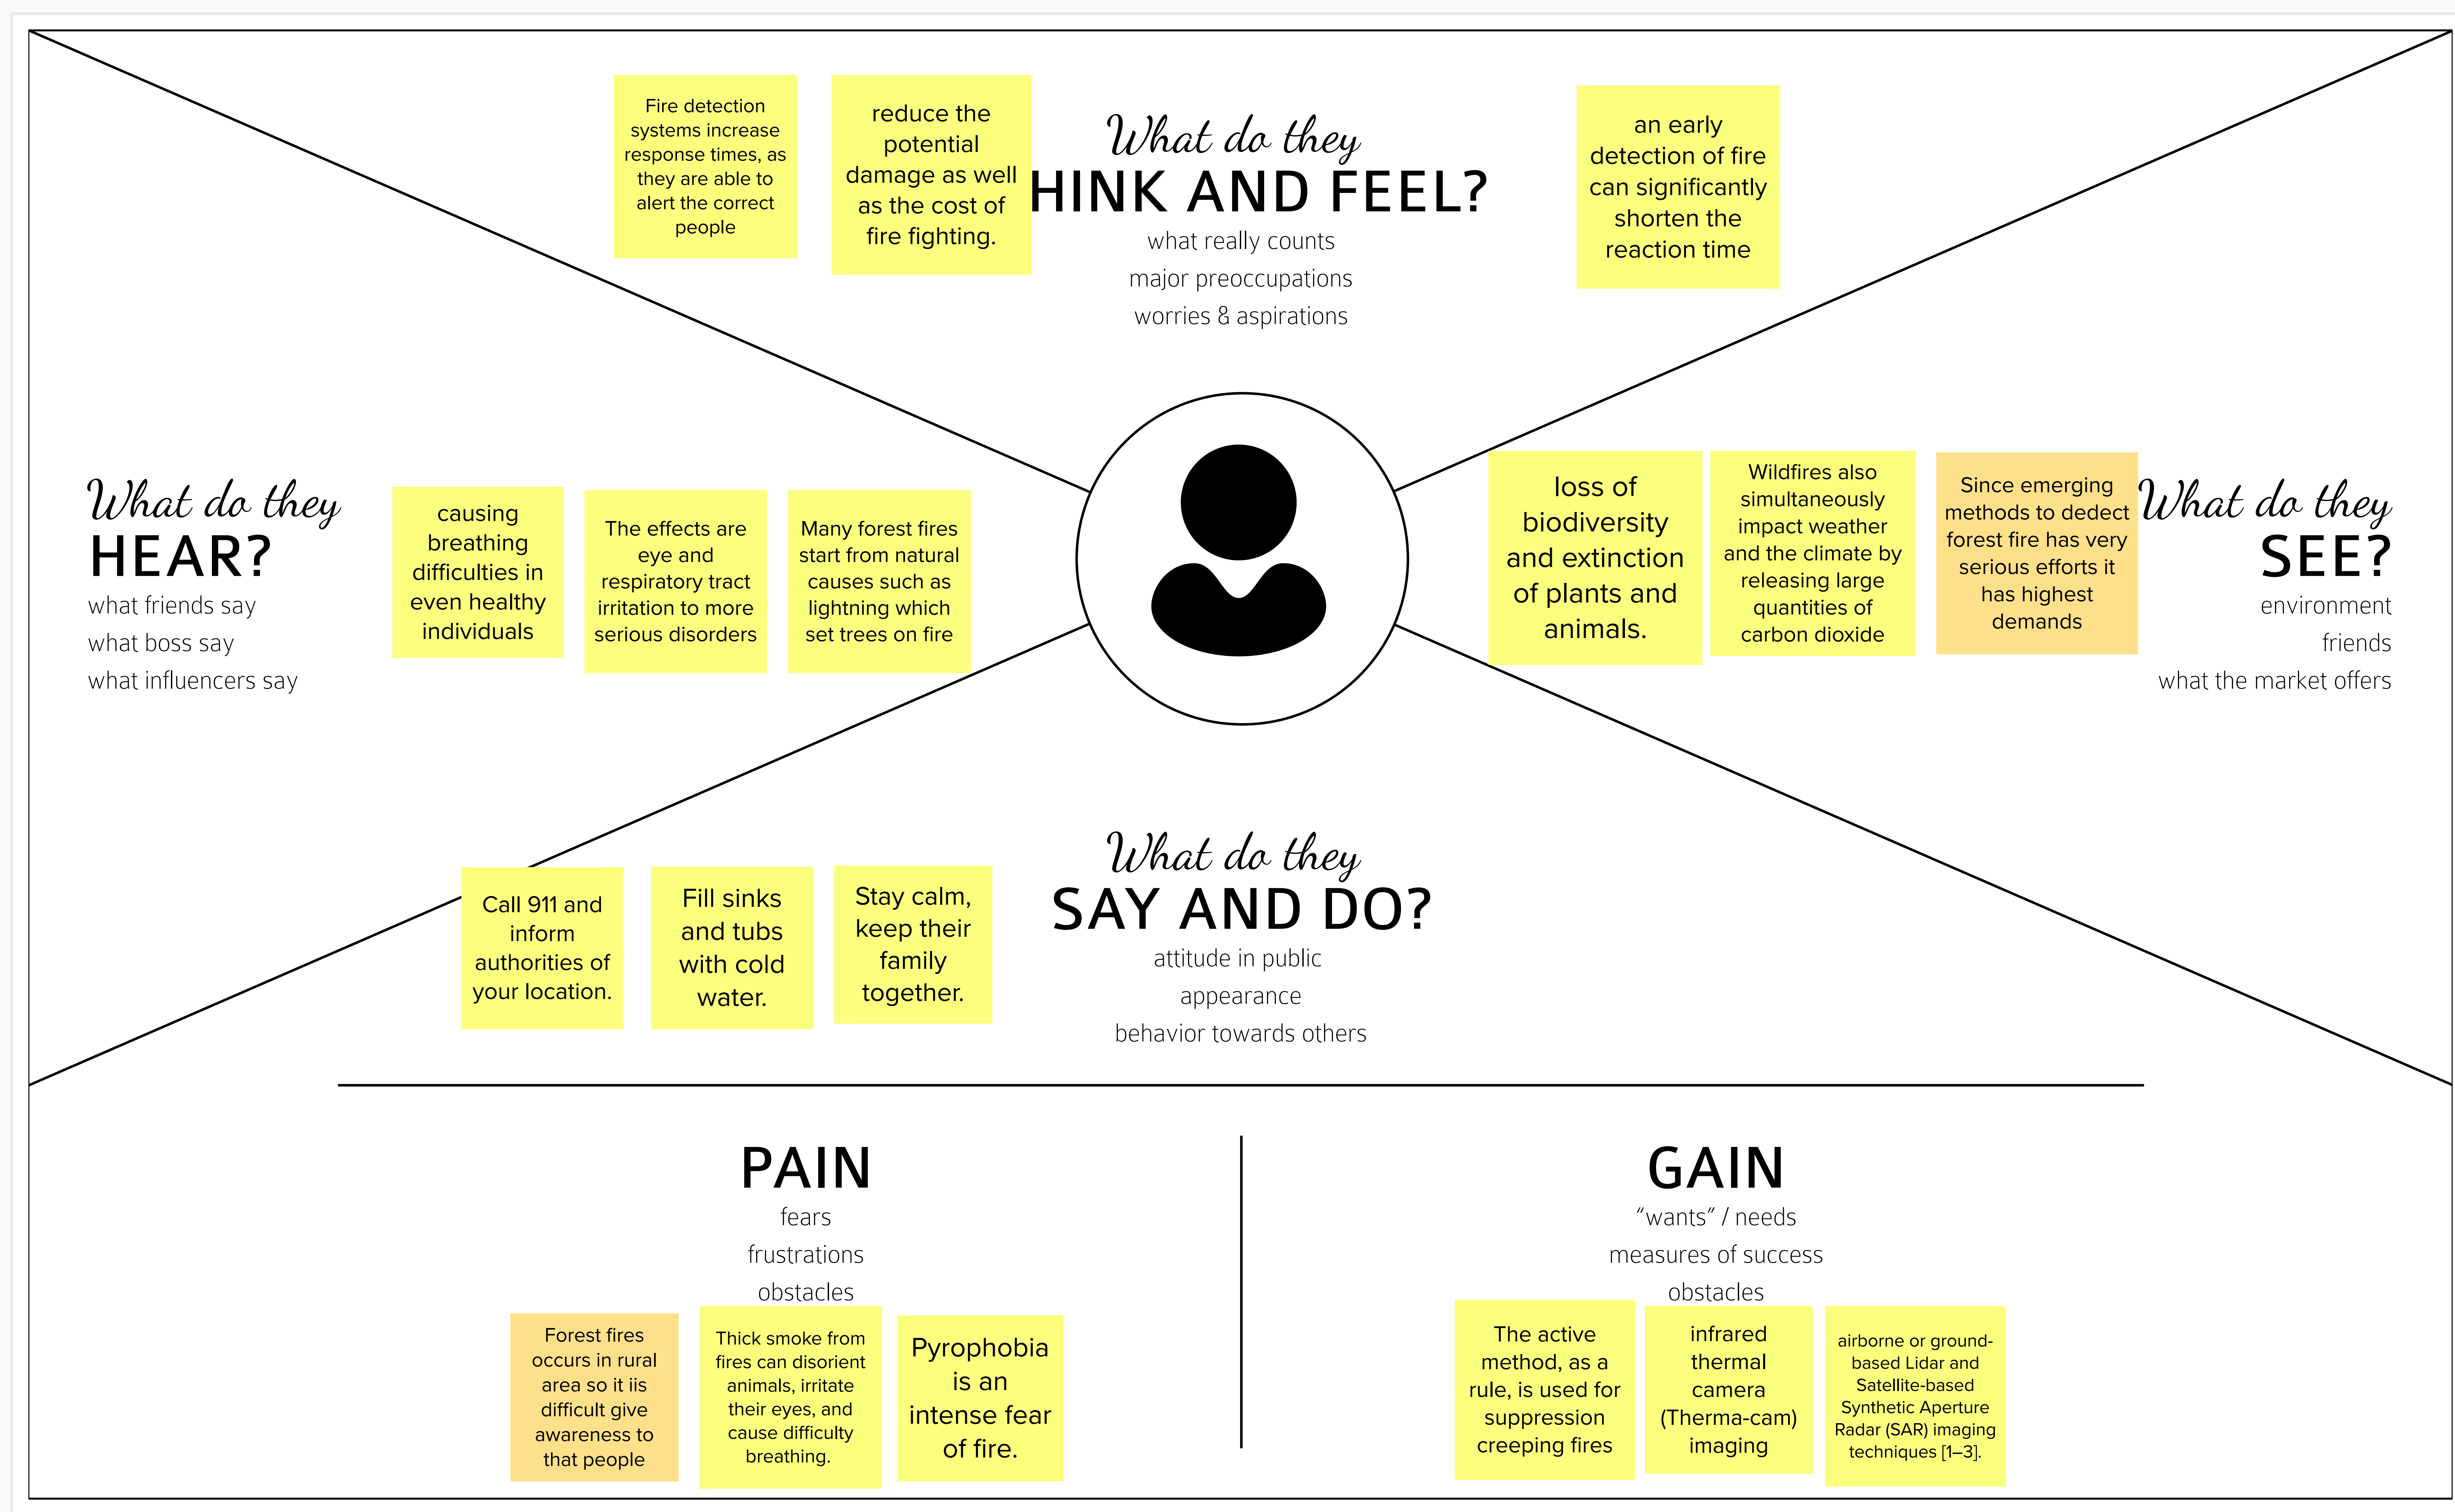 Fire detection
systems increase
response times, as
they are able to
alert the correct
people
reduce the
potential
damage as well
as the cost of
fire fighting.
What do they
HINK AND FEEL?
what really counts
major preoccupations
worries & aspirations
an early
detection of fire
can significantly
shorten the
reaction time
What do they
HEAR?
what friends say
what boss say
what influencers say
causing
breathing
difficulties in
even healthy
individuals
The effects are
eye and
respiratory tract
irritation to more
serious disorders
Many forest fires
start from natural
causes such as
lightning which
set trees on fire
loss of
biodiversity
and extinction
of plants and
animals.
Wildfires also
simultaneously
impact weather
and the climate by
releasing large
quantities of
carbon dioxide
Since emerging
methods to dedect
forest fire has very
serious efforts it
has highest
demands
What do they
SEE?
environment
friends
what the market offers
Call 911 and
inform
authorities of
your location.
Fill sinks
and tubs
with cold
water.
Stay calm,
keep their
family
together.
What do they
SAY AND DO?
attitude in public
appearance
behavior towards others
PAIN
fears
frustrations
obstacles
Forest fires
occurs in rural
area so it iis
difficult give
awareness to
that people
Thick smoke from
fires can disorient
animals, irritate
their eyes, and
cause difficulty
breathing.
Pyrophobia
is an
intense fear
of fire.
GAIN
“wants” / needs
measures of success
obstacles
The active
method, as a
rule, is used for
suppression
creeping fires
infrared
thermal
camera
(Therma-cam)
imaging
airborne or ground-
based Lidar and
Satellite-based
Synthetic Aperture
Radar (SAR) imaging
techniques [1–3].